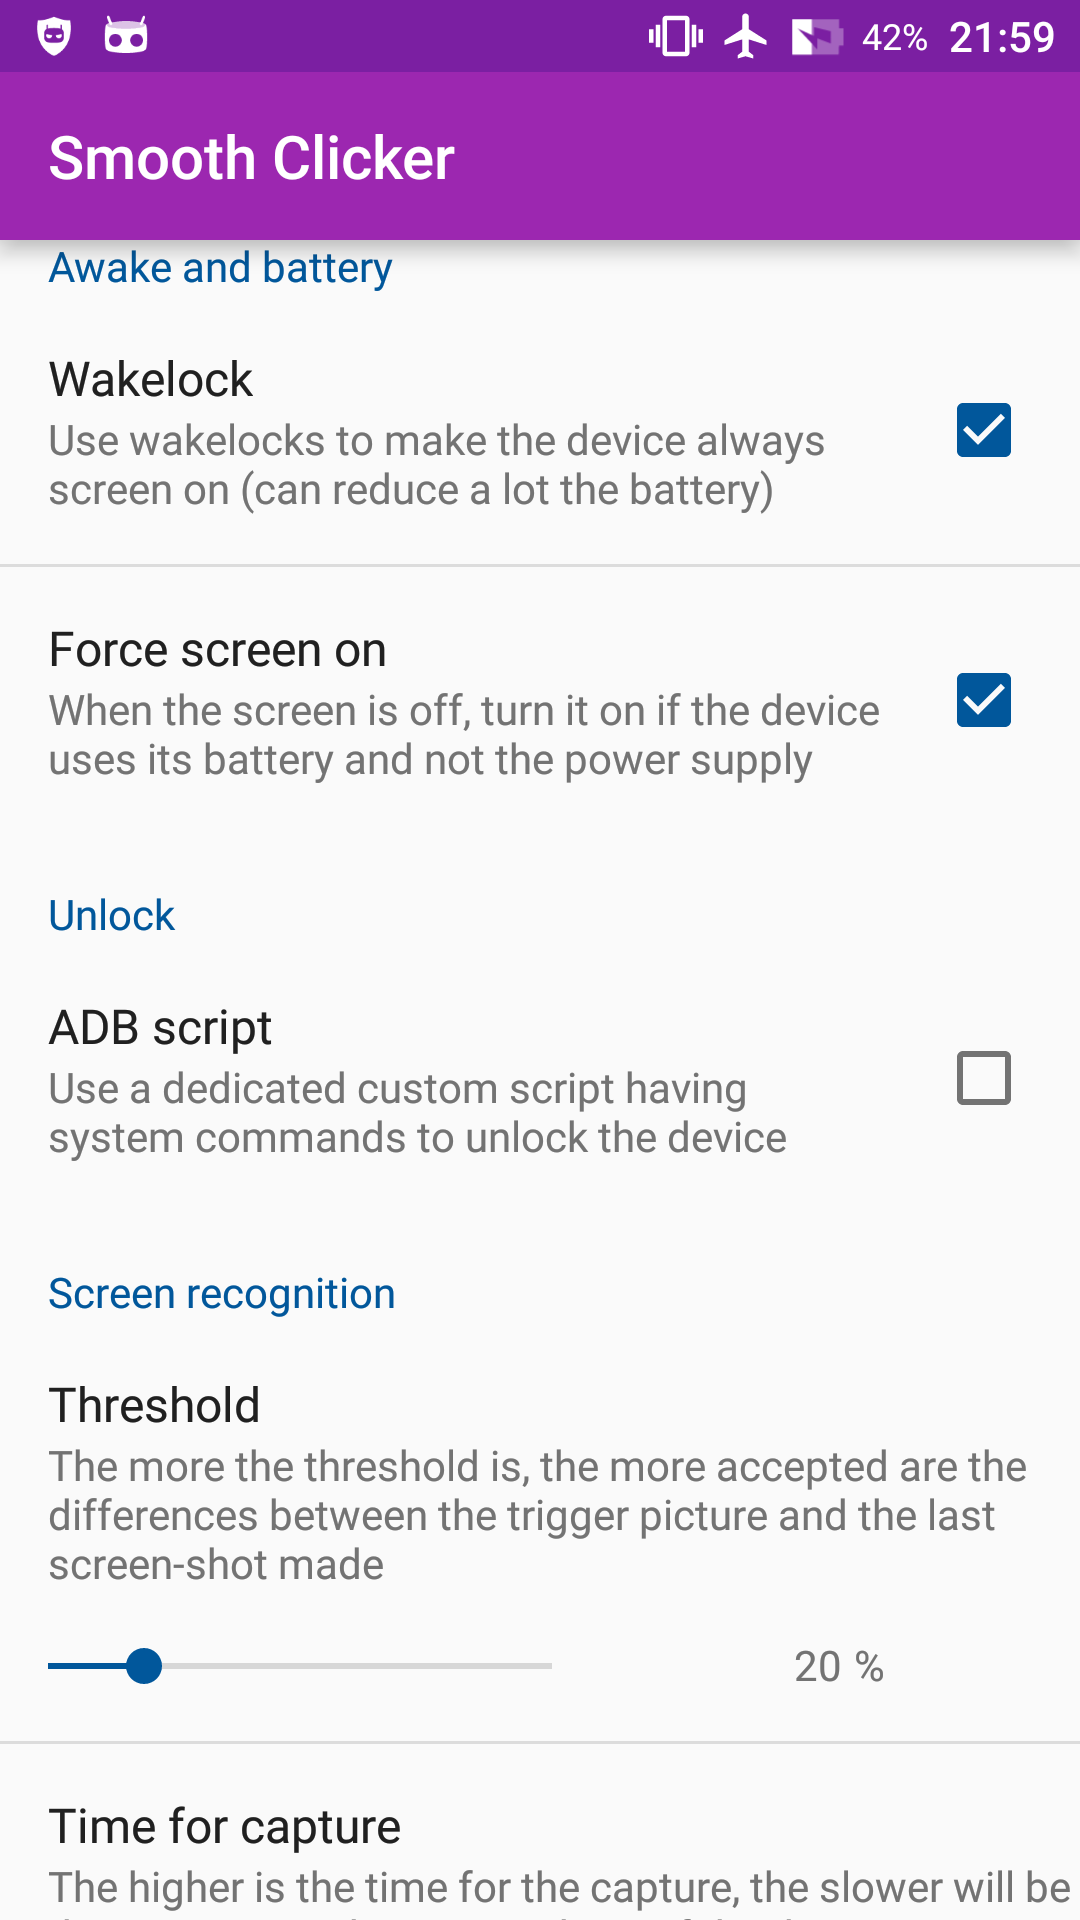 42% 21:59
Smooth Clicker
Awake and battery
Wakelock
Use wakelocks to make the device always
screen on (can reduce a lot the battery)
Force screen on
When the screen is off, turn it on if the device
uses its battery and not the power supply
Unlock
ADB script
Use a dedicated custom script having
system commands to unlock the device
Screen recognition
Threshold
The more the threshold is, the more accepted are the
differences between the trigger picture and the last
screen-shot made
20 %
Time for capture
The higher is the time for the capture, the slower will be